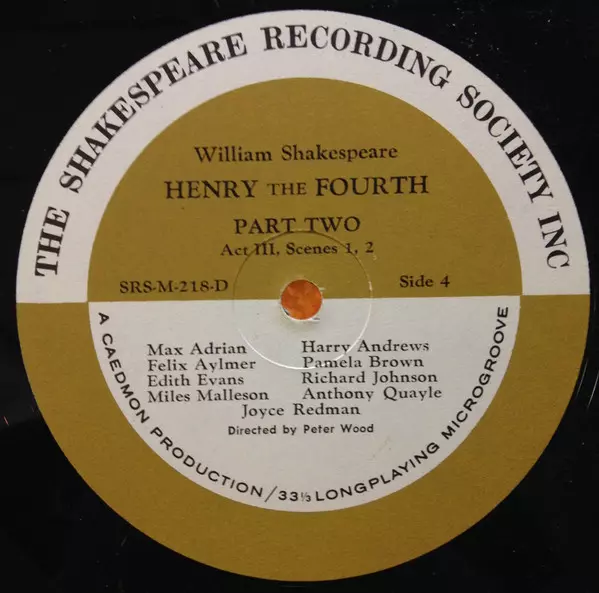 THE SHAKESPEARE RECORDING SOCIETY INC
William Shakespeare
HENRY THE FOURTH
PART TWO
Act III, Scenes 1, 2
SRS-M-218-D Side 4
Max Adrian Harry Andrews
Felix Aylmer Pamela Brown
Edith Evans Richard Johnson
Miles Malleson Anthony Quayle
Joyce Redman
Directed by Peter Wood
A CAEDMON PRODUCTION/33⅓ LONGPLAYING MICROGROOVE